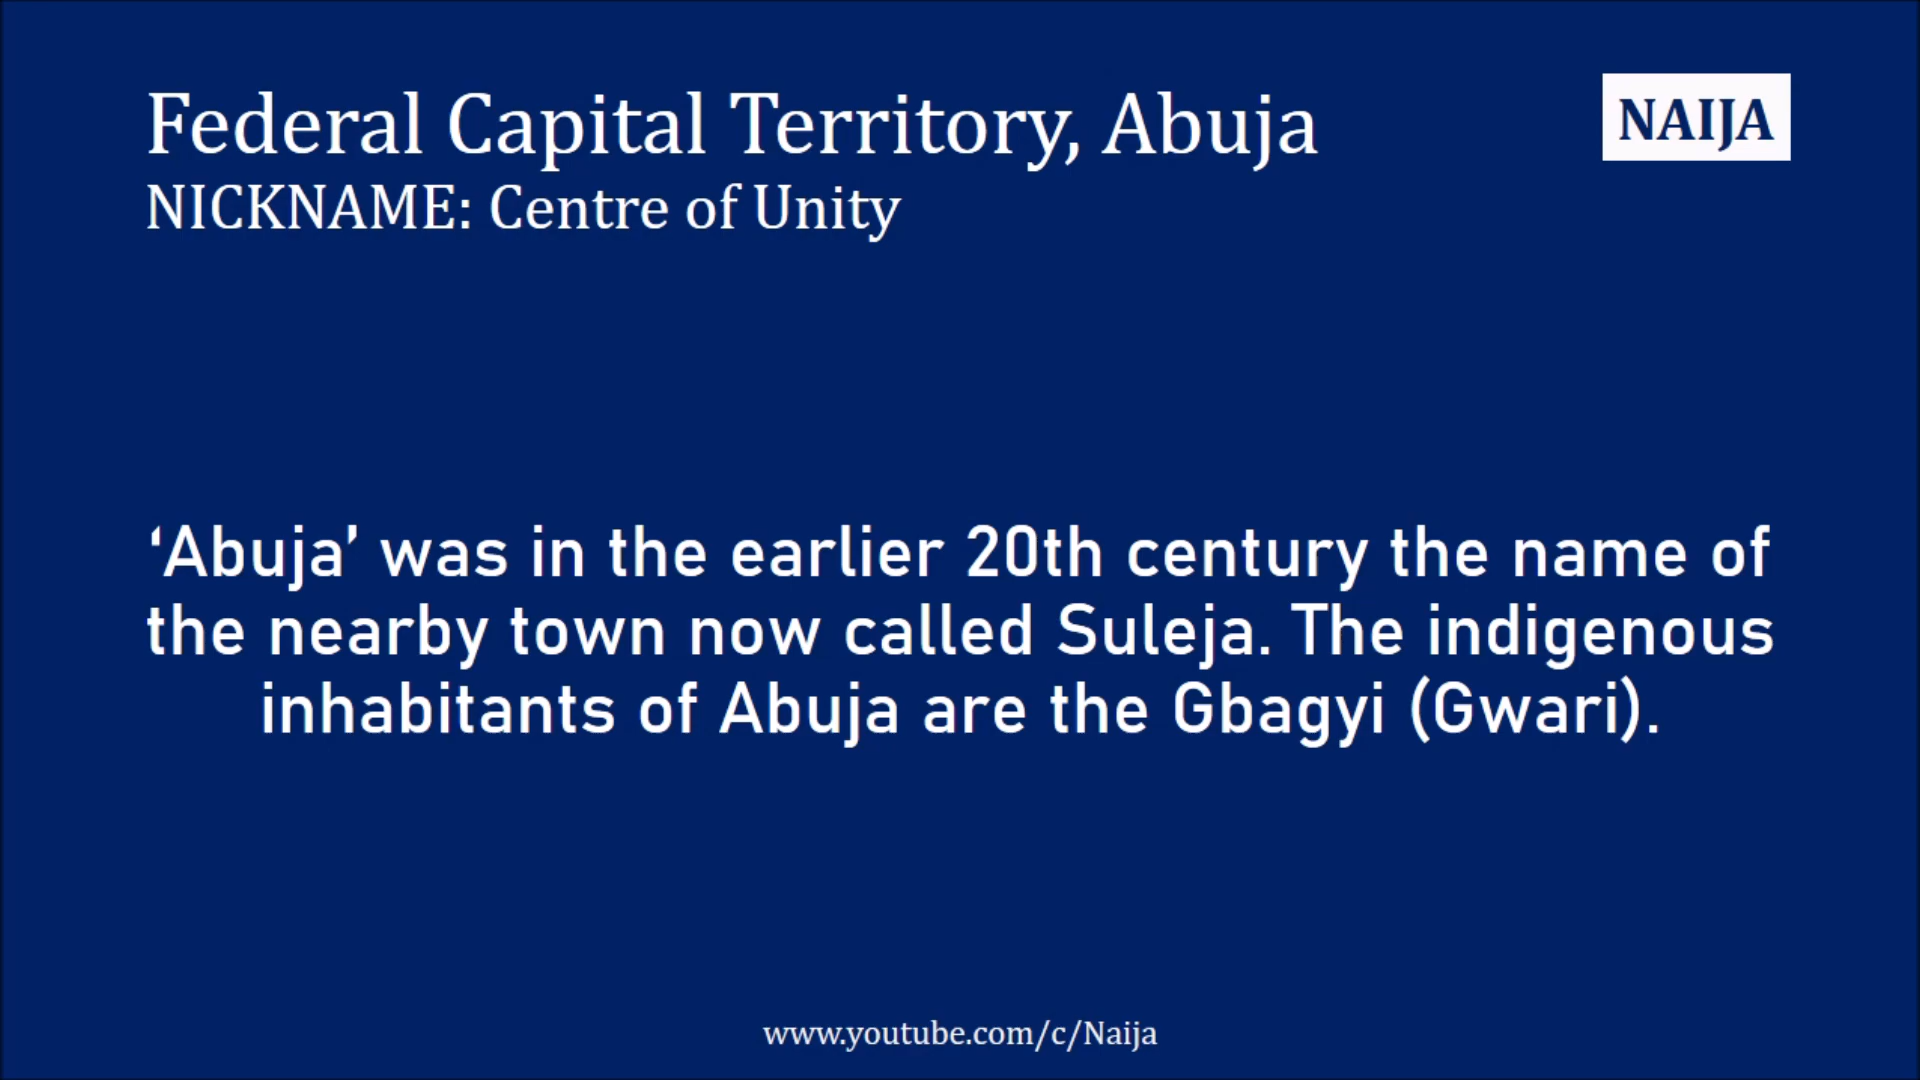 Federal Capital Territory, Abuja
NAIJA
NICKNAME: Centre of Unity
‘Abuja’ was in the earlier 20th century the name of
the nearby town now called Suleja. The indigenous
inhabitants of Abuja are the Gbagyi (Gwari).
www.youtube.com/c/Naija